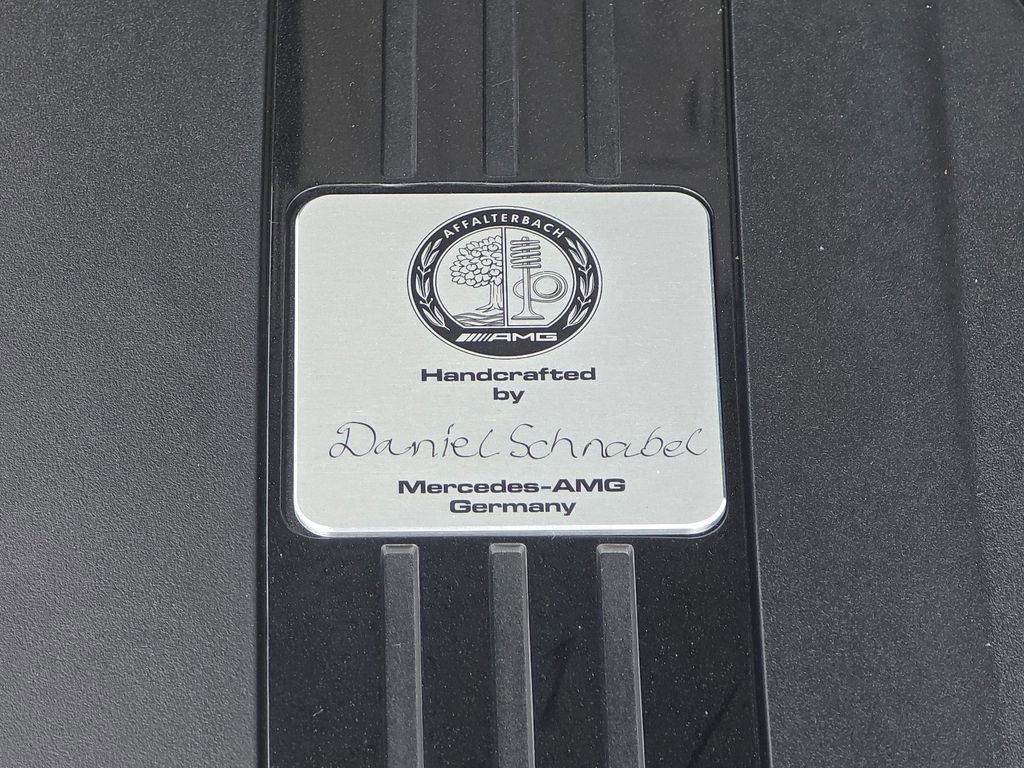 AFFALTERBACH
AMG
Handcrafted
by
Daniel Schnabel
Mercedes-AMG
Germany